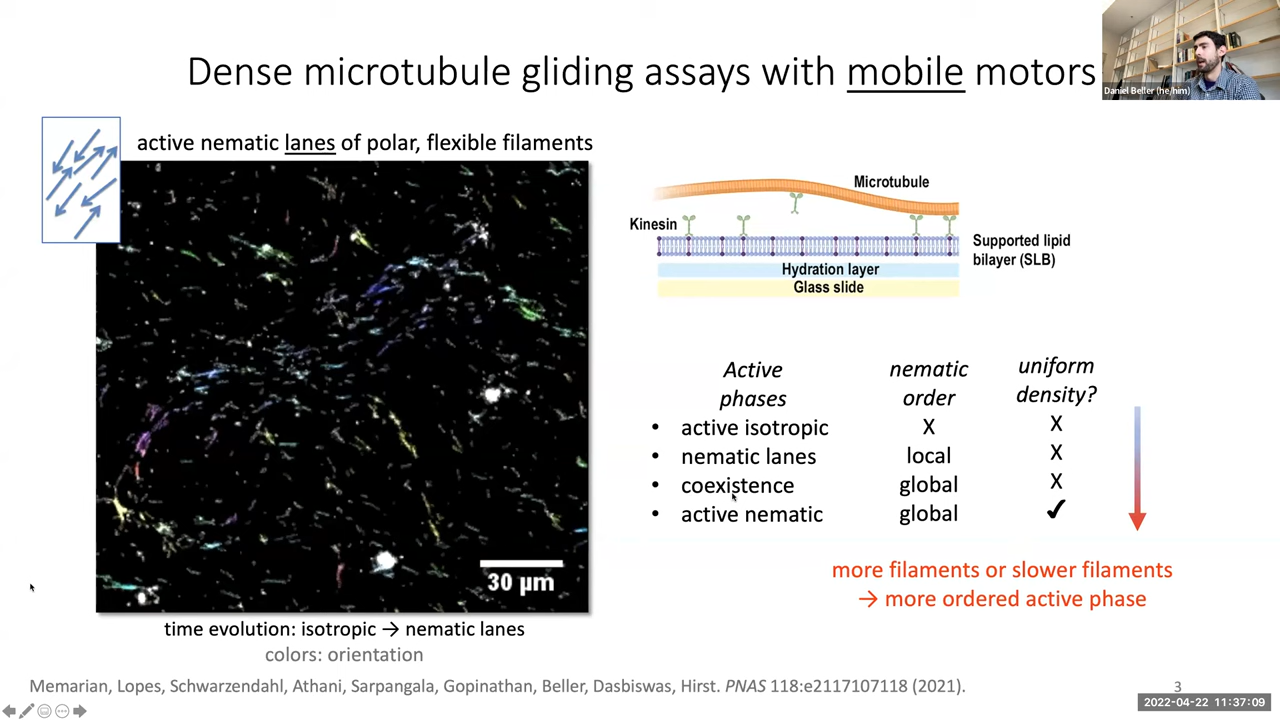 Dense microtubule gliding assays with mobile motors
Daniel Beller (he/him)
active nematic lanes of polar, flexible filaments
Microtubule
Kinesin
Supported lipid
bilayer (SLB)
Hydration layer
Glass slide
30 µm
time evolution: isotropic → nematic lanes
colors: orientation
Active phases nematic order uniform density?
• active isotropic X X
• nematic lanes local X
• coexistence global X
• active nematic global ✓
more filaments or slower filaments
→ more ordered active phase
Memarian, Lopes, Schwarzendahl, Athani, Sarpangala, Gopinathan, Beller, Dasbiswas, Hirst. PNAS 118:e2117107118 (2021).
3
2022-04-22 11:37:09